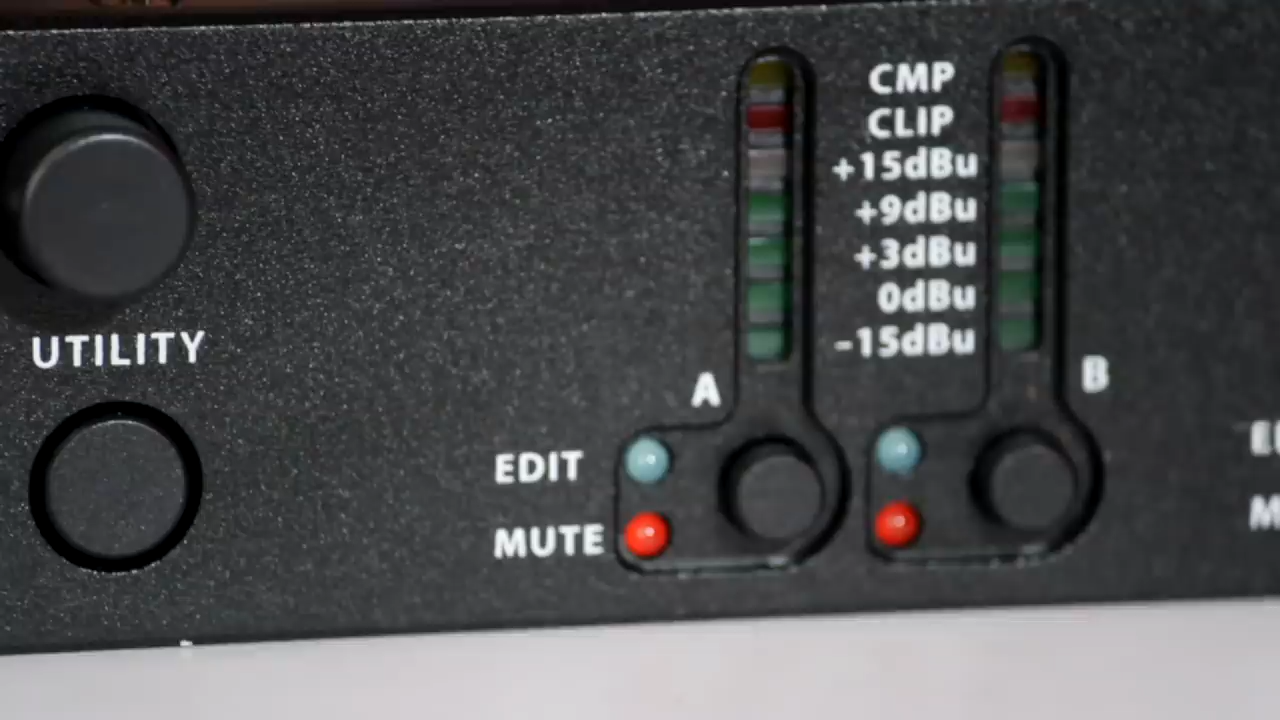 CMP
CLIP
+15dBu
+9dBu
+3dBu
0dBu
-15dBu
UTILITY
A
B
EDIT
MUTE